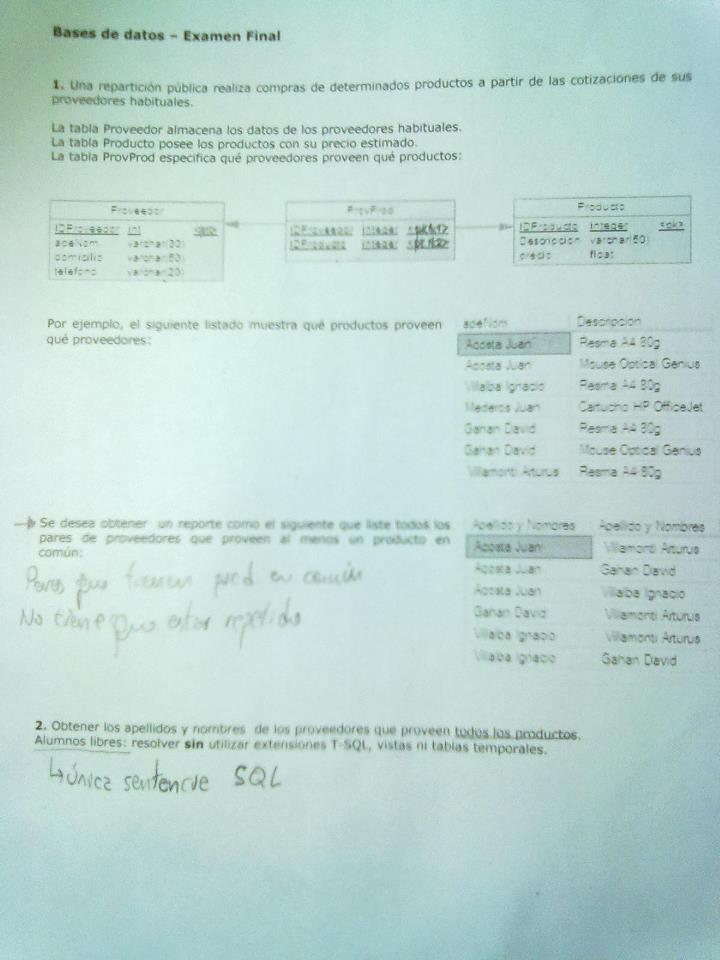 Bases de datos – Examen Final
1. Una repartición pública realiza compras de determinados productos a partir de las cotizaciones de sus
proveedores habituales.
La tabla Proveedor almacena los datos de los proveedores habituales.
La tabla Producto posee los productos con su precio estimado.
La tabla ProvProd especifica qué proveedores proveen qué productos:
Proveedor
IDProveedor int <pk>
apeNom varchar(30)
domicilio varchar(50)
telefono varchar(20)
ProvProd
IDProveedor integer <pk,fk1>
IDProducto integer <pk,fk2>
Producto
IDProducto integer <pk>
Descripcion varchar(50)
precio float
Por ejemplo, el siguiente listado muestra qué productos proveen
qué proveedores:
apeNom Descripcion
Acosta Juan Resma A4 80g
Acosta Juan Mouse Optical Genius
Villalba Ignacio Resma A4 80g
Mederos Juan Cartucho HP OfficeJet
Gahan David Resma A4 80g
Gahan David Mouse Optical Genius
Villamonti Arturus Resma A4 80g
Se desea obtener un reporte como el siguiente que liste todos los
pares de proveedores que proveen al menos un producto en
común:
Pares que tienen prod en común
No tiene que estar repetido
Apellido y Nombres Apellido y Nombres
Acosta Juan Villamonti Arturus
Acosta Juan Gahan David
Acosta Juan Villalba Ignacio
Gahan David Villamonti Arturus
Villalba Ignacio Villamonti Arturus
Villalba Ignacio Gahan David
2. Obtener los apellidos y nombres de los proveedores que proveen todos los productos.
Alumnos libres: resolver sin utilizar extensiones T-SQL, vistas ni tablas temporales.
↳ única sentencia SQL